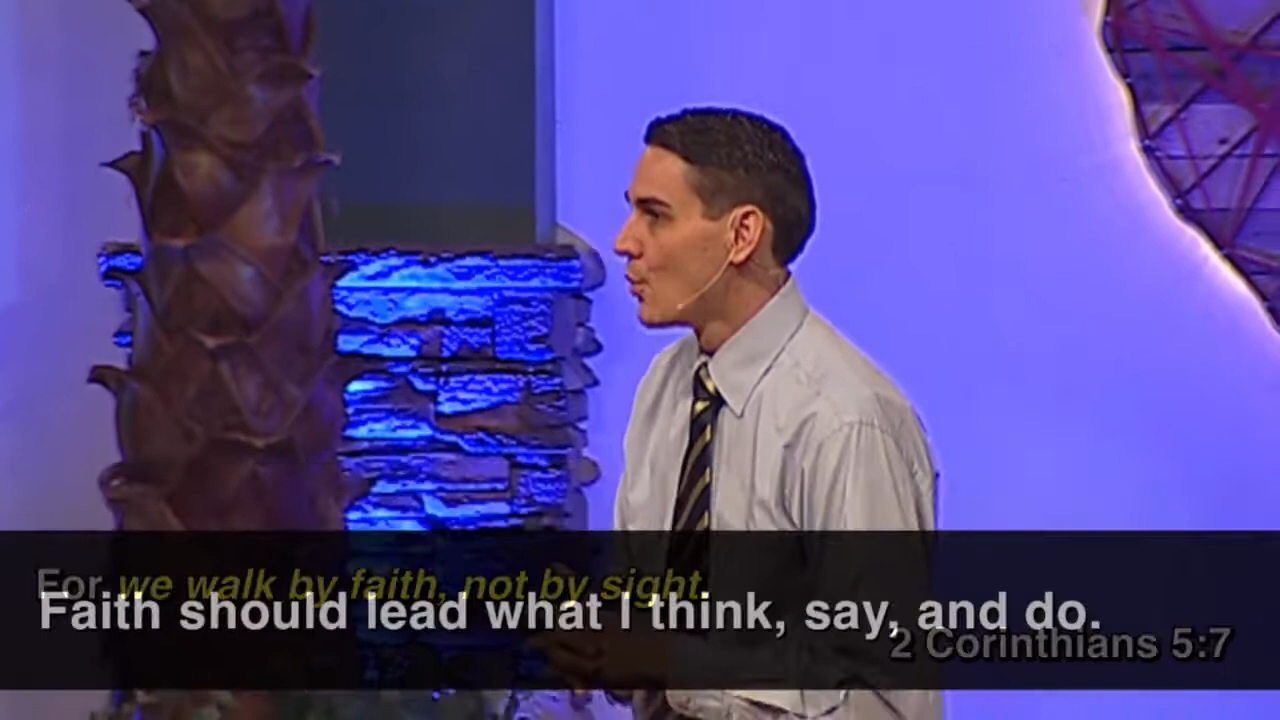 For we walk by faith, not by sight.
Faith should lead what I think, say, and do.
2 Corinthians 5:7